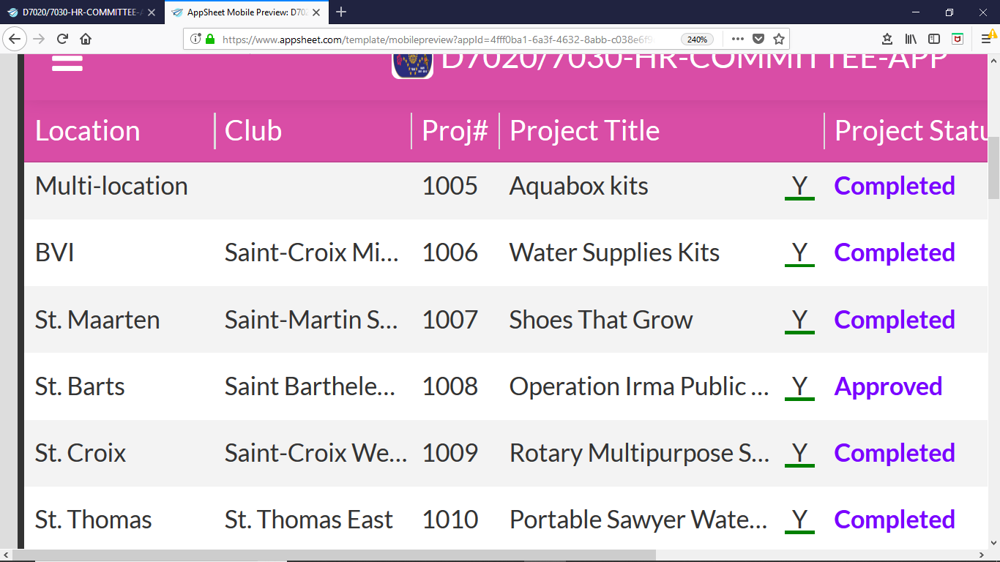 D7020/7030-HR-COMMITTEE-A
AppSheet Mobile Preview: D702
https://www.appsheet.com/template/mobilepreview?appId=4fff0ba1-6a3f-4632-8abb-c038e6f9
240%
D7020/7030-HR-COMMITTEE-APP
Location Club Proj# Project Title Project Statu
Multi-location 1005 Aquabox kits Y Completed
BVI Saint-Croix Mi... 1006 Water Supplies Kits Y Completed
St. Maarten Saint-Martin S... 1007 Shoes That Grow Y Completed
St. Barts Saint Barthele... 1008 Operation Irma Public ... Y Approved
St. Croix Saint-Croix We... 1009 Rotary Multipurpose S... Y Completed
St. Thomas St. Thomas East 1010 Portable Sawyer Wate... Y Completed